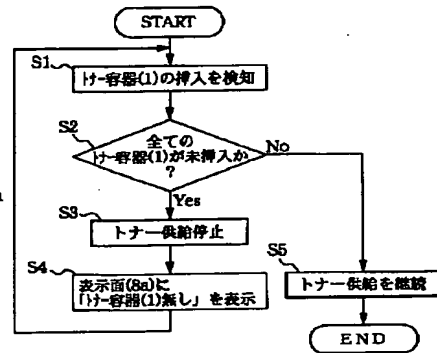 START
S1
ﾄﾅｰ容器(1)の挿入を検知
S2
全ての
ﾄﾅｰ容器(1)が未挿入か
?
No
Yes
S3
トナー供給停止
S4
表示面(8a)に
「ﾄﾅｰ容器(1)無し」を表示
S5
トナー供給を継続
END